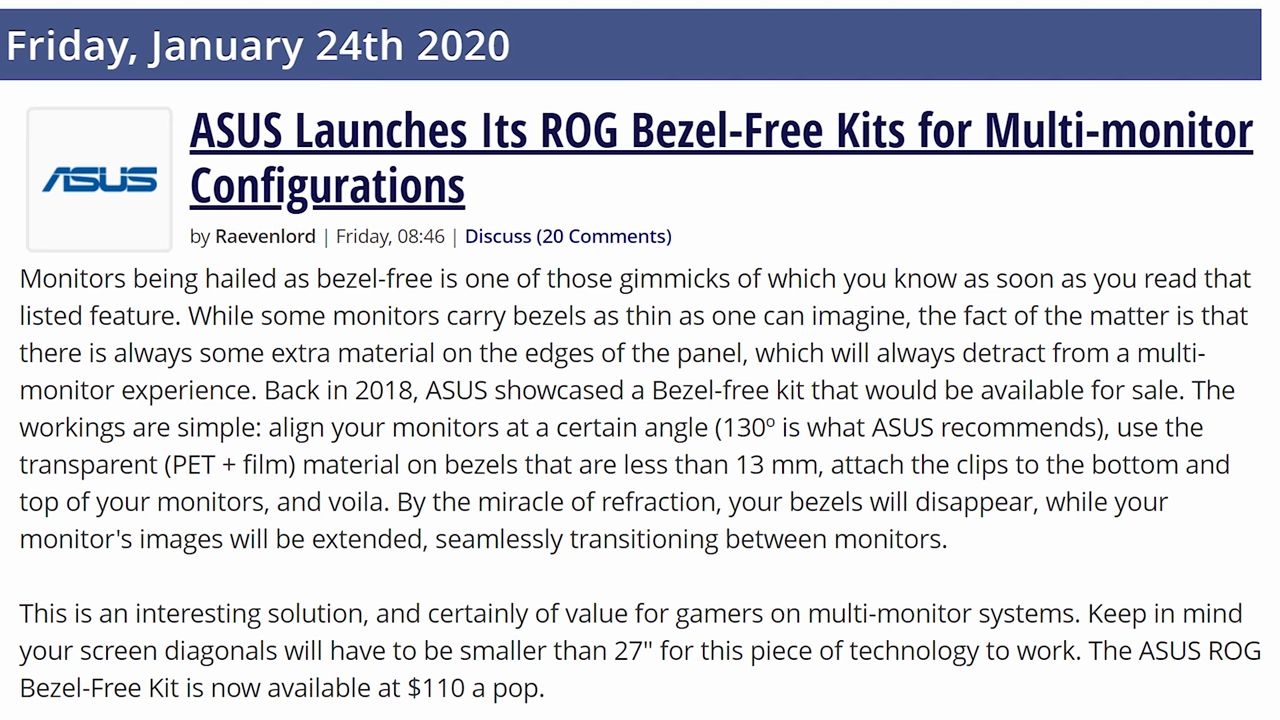 Friday, January 24th 2020
ASUS
ASUS Launches Its ROG Bezel-Free Kits for Multi-monitor
Configurations
by Raevenlord | Friday, 08:46 | Discuss (20 Comments)
Monitors being hailed as bezel-free is one of those gimmicks of which you know as soon as you read that
listed feature. While some monitors carry bezels as thin as one can imagine, the fact of the matter is that
there is always some extra material on the edges of the panel, which will always detract from a multi-
monitor experience. Back in 2018, ASUS showcased a Bezel-free kit that would be available for sale. The
workings are simple: align your monitors at a certain angle (130º is what ASUS recommends), use the
transparent (PET + film) material on bezels that are less than 13 mm, attach the clips to the bottom and
top of your monitors, and voila. By the miracle of refraction, your bezels will disappear, while your
monitor's images will be extended, seamlessly transitioning between monitors.
This is an interesting solution, and certainly of value for gamers on multi-monitor systems. Keep in mind
your screen diagonals will have to be smaller than 27" for this piece of technology to work. The ASUS ROG
Bezel-Free Kit is now available at $110 a pop.